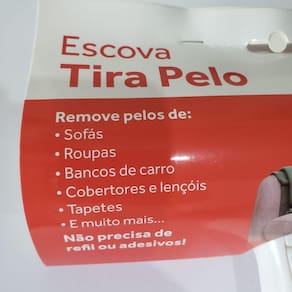 Escova
Tira Pelo
Remove pelos de:
• Sofás
• Roupas
• Bancos de carro
• Cobertores e lençóis
• Tapetes
• E muito mais...
Não precisa de
refil ou adesivos!